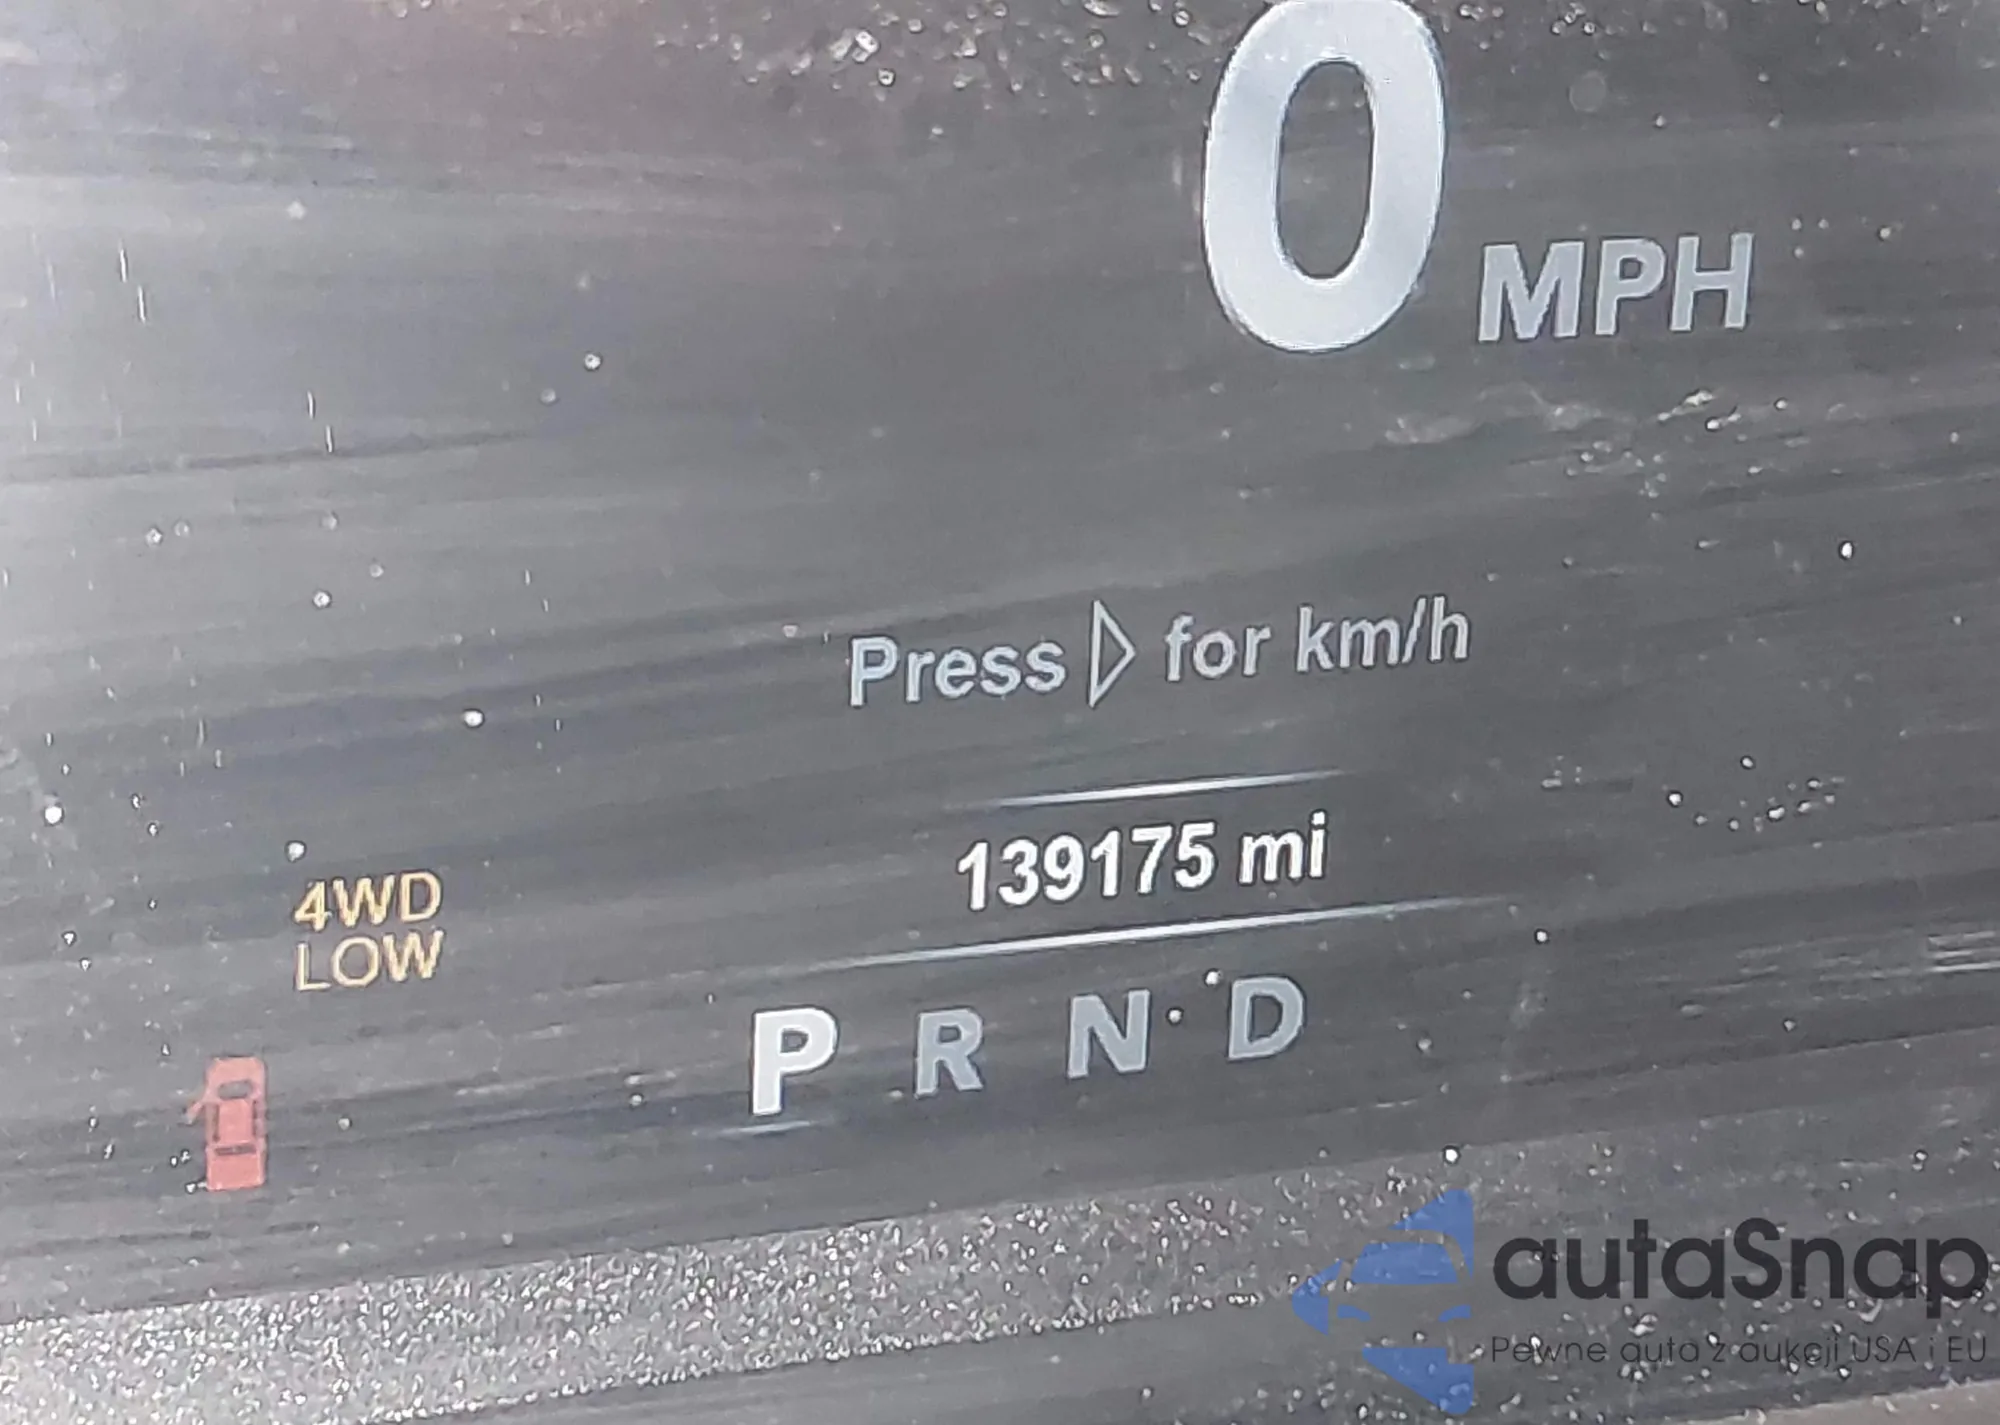 0 MPH
Press ▷ for km/h
139175 mi
4WD
LOW
P R N D
autaSnap
Pewne auta z aukcji USA i EU